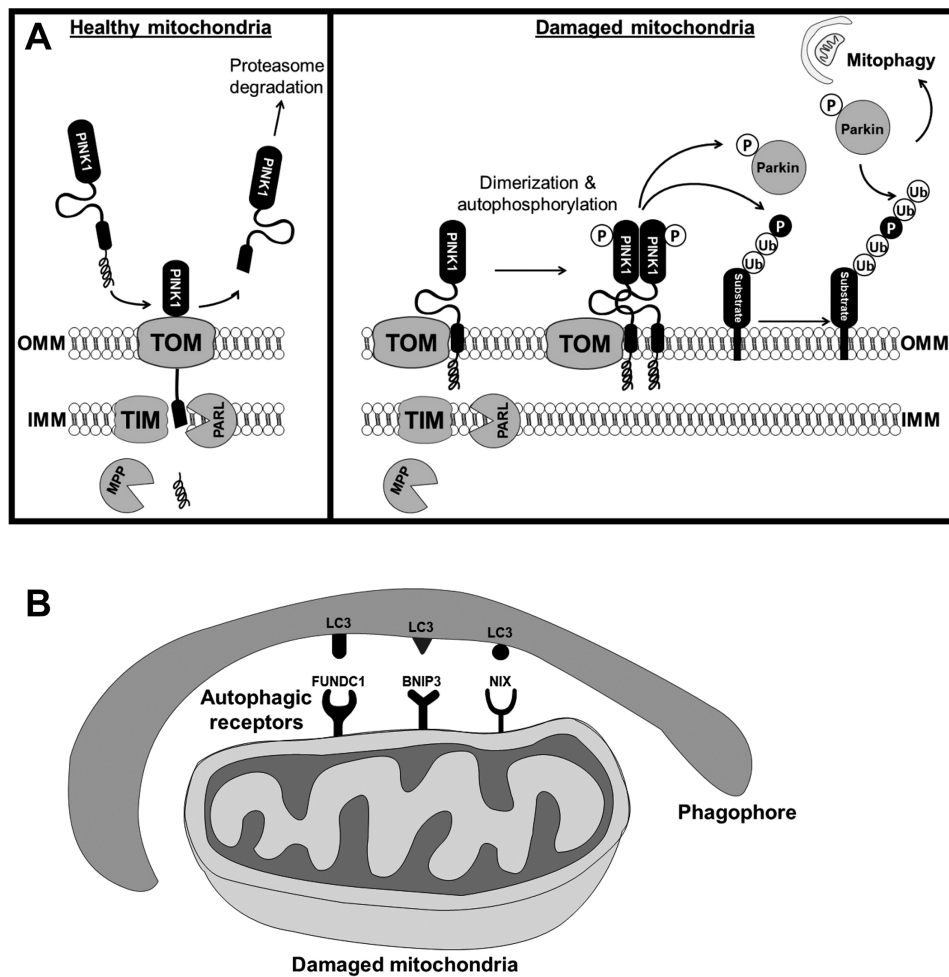 A
Healthy mitochondria
Proteasome
degradation
PINK1
PINK1
PINK1
TOM
OMM
IMM
TIM
PARL
MPP
Damaged mitochondria
Mitophagy
P
Parkin
P
Parkin
Dimerization &
autophosphorylation
PINK1
P
PINK1
PINK1
P
P
Ub
Ub
Substrate
Ub
Ub
P
Ub
Ub
Substrate
TOM
TOM
OMM
TIM
PARL
IMM
MPP
B
LC3
LC3
LC3
FUNDC1
BNIP3
NIX
Autophagic
receptors
Phagophore
Damaged mitochondria